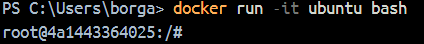 PS C:\Users\borga> docker run -it ubuntu bash
root@4a1443364025:/#